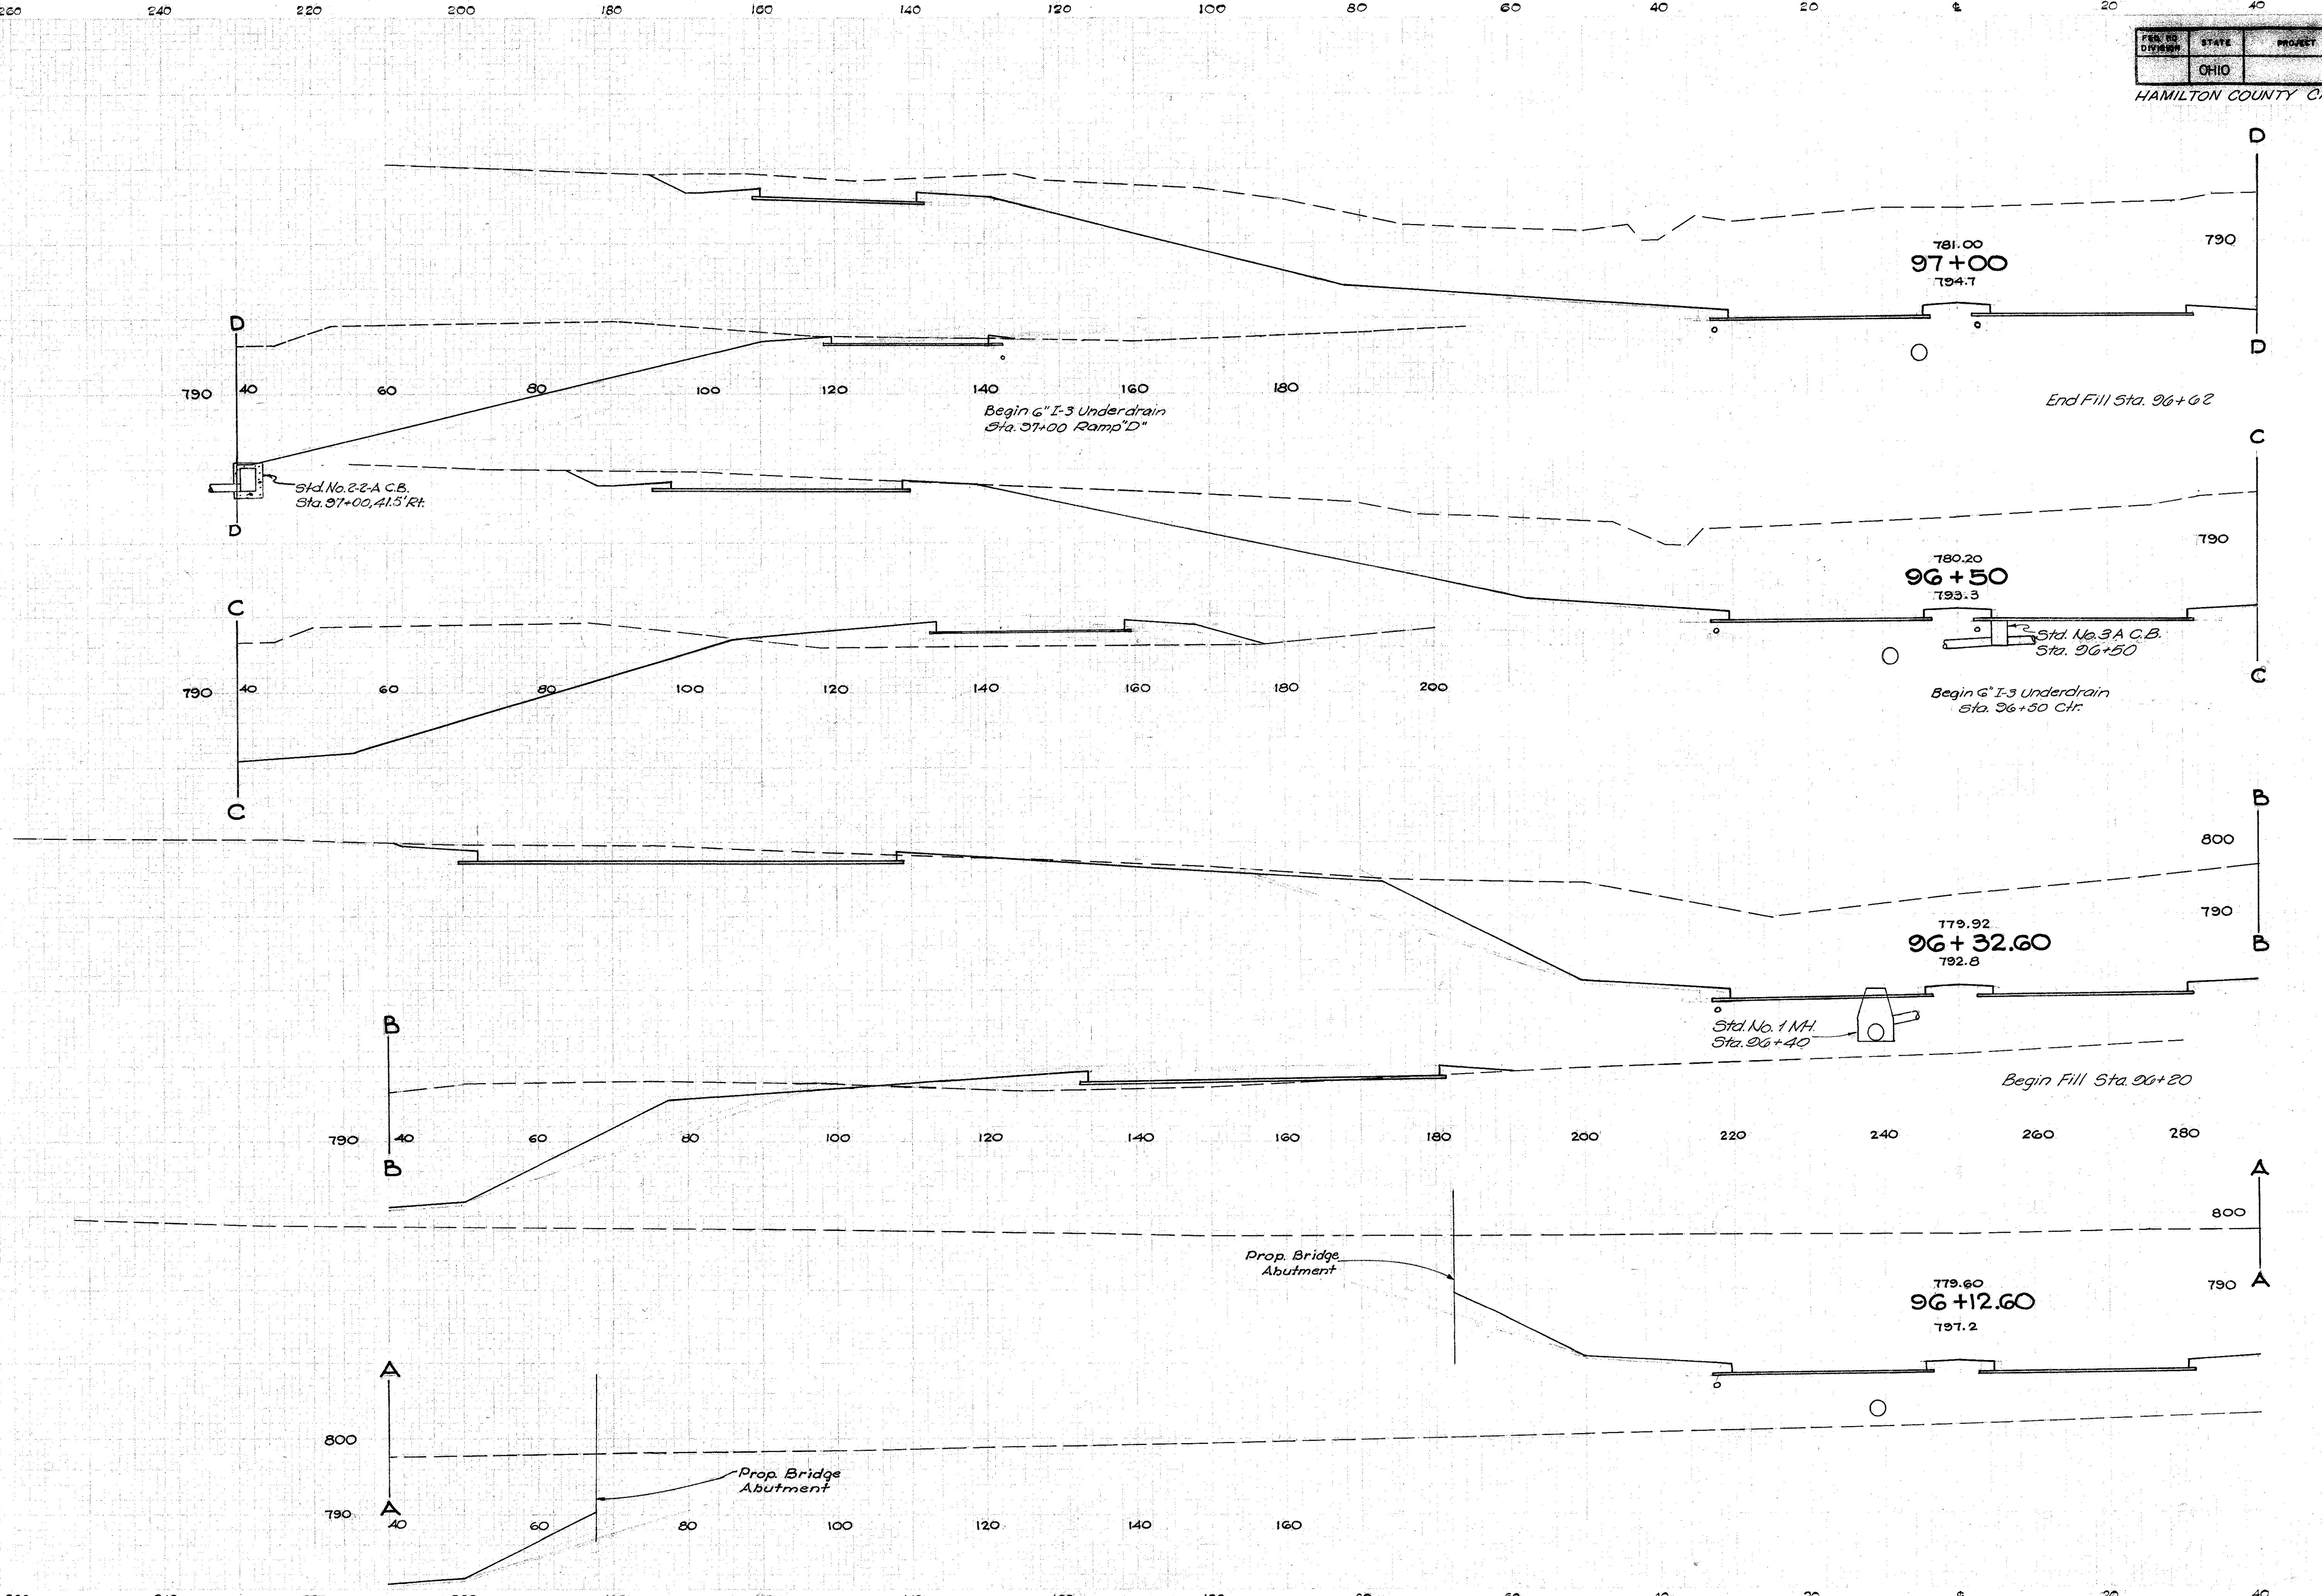 260 240 220 200 180 160 140 120 100 80 60 40 20 ℄ 20 40
FED. RD. DIVISION STATE PROJECT
OHIO
HAMILTON COUNTY
D
790
781.00
97+00
794.7
D
D
790 40 60 80 100 120 140 160 180
Begin 6" I-3 Underdrain
Sta. 97+00 Ramp "D"
End Fill Sta. 96+62
Std. No. 2-2-A C.B.
Sta. 97+00, 41.5' Rt.
D
C
790
780.20
96+50
793.3
Std. No. 3A C.B.
Sta. 96+50
C
C
790 40 60 80 100 120 140 160 180 200
Begin 6" I-3 Underdrain
Sta. 96+50 Ctr.
C
B
800
790
779.92
96+32.60
792.8
B
Std. No. 1 MH.
Sta. 96+40
B
Begin Fill Sta. 96+20
790 40 60 80 100 120 140 160 180 200 220 240 260 280
B
A
800
Prop. Bridge
Abutment
790
A
779.60
96+12.60
797.2
A
800
Prop. Bridge
Abutment
790
A
40 60 80 100 120 140 160